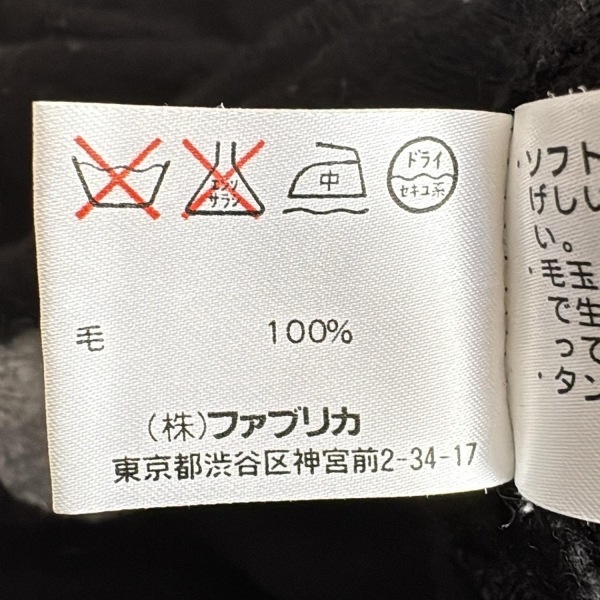 エンソ
サラシ
中
ドライ
セキユ系
毛 100%
(株)ファブリカ
東京都渋谷区神宮前2-34-17
・ソフト
げしい
い。
・毛玉
で生
って
・タン